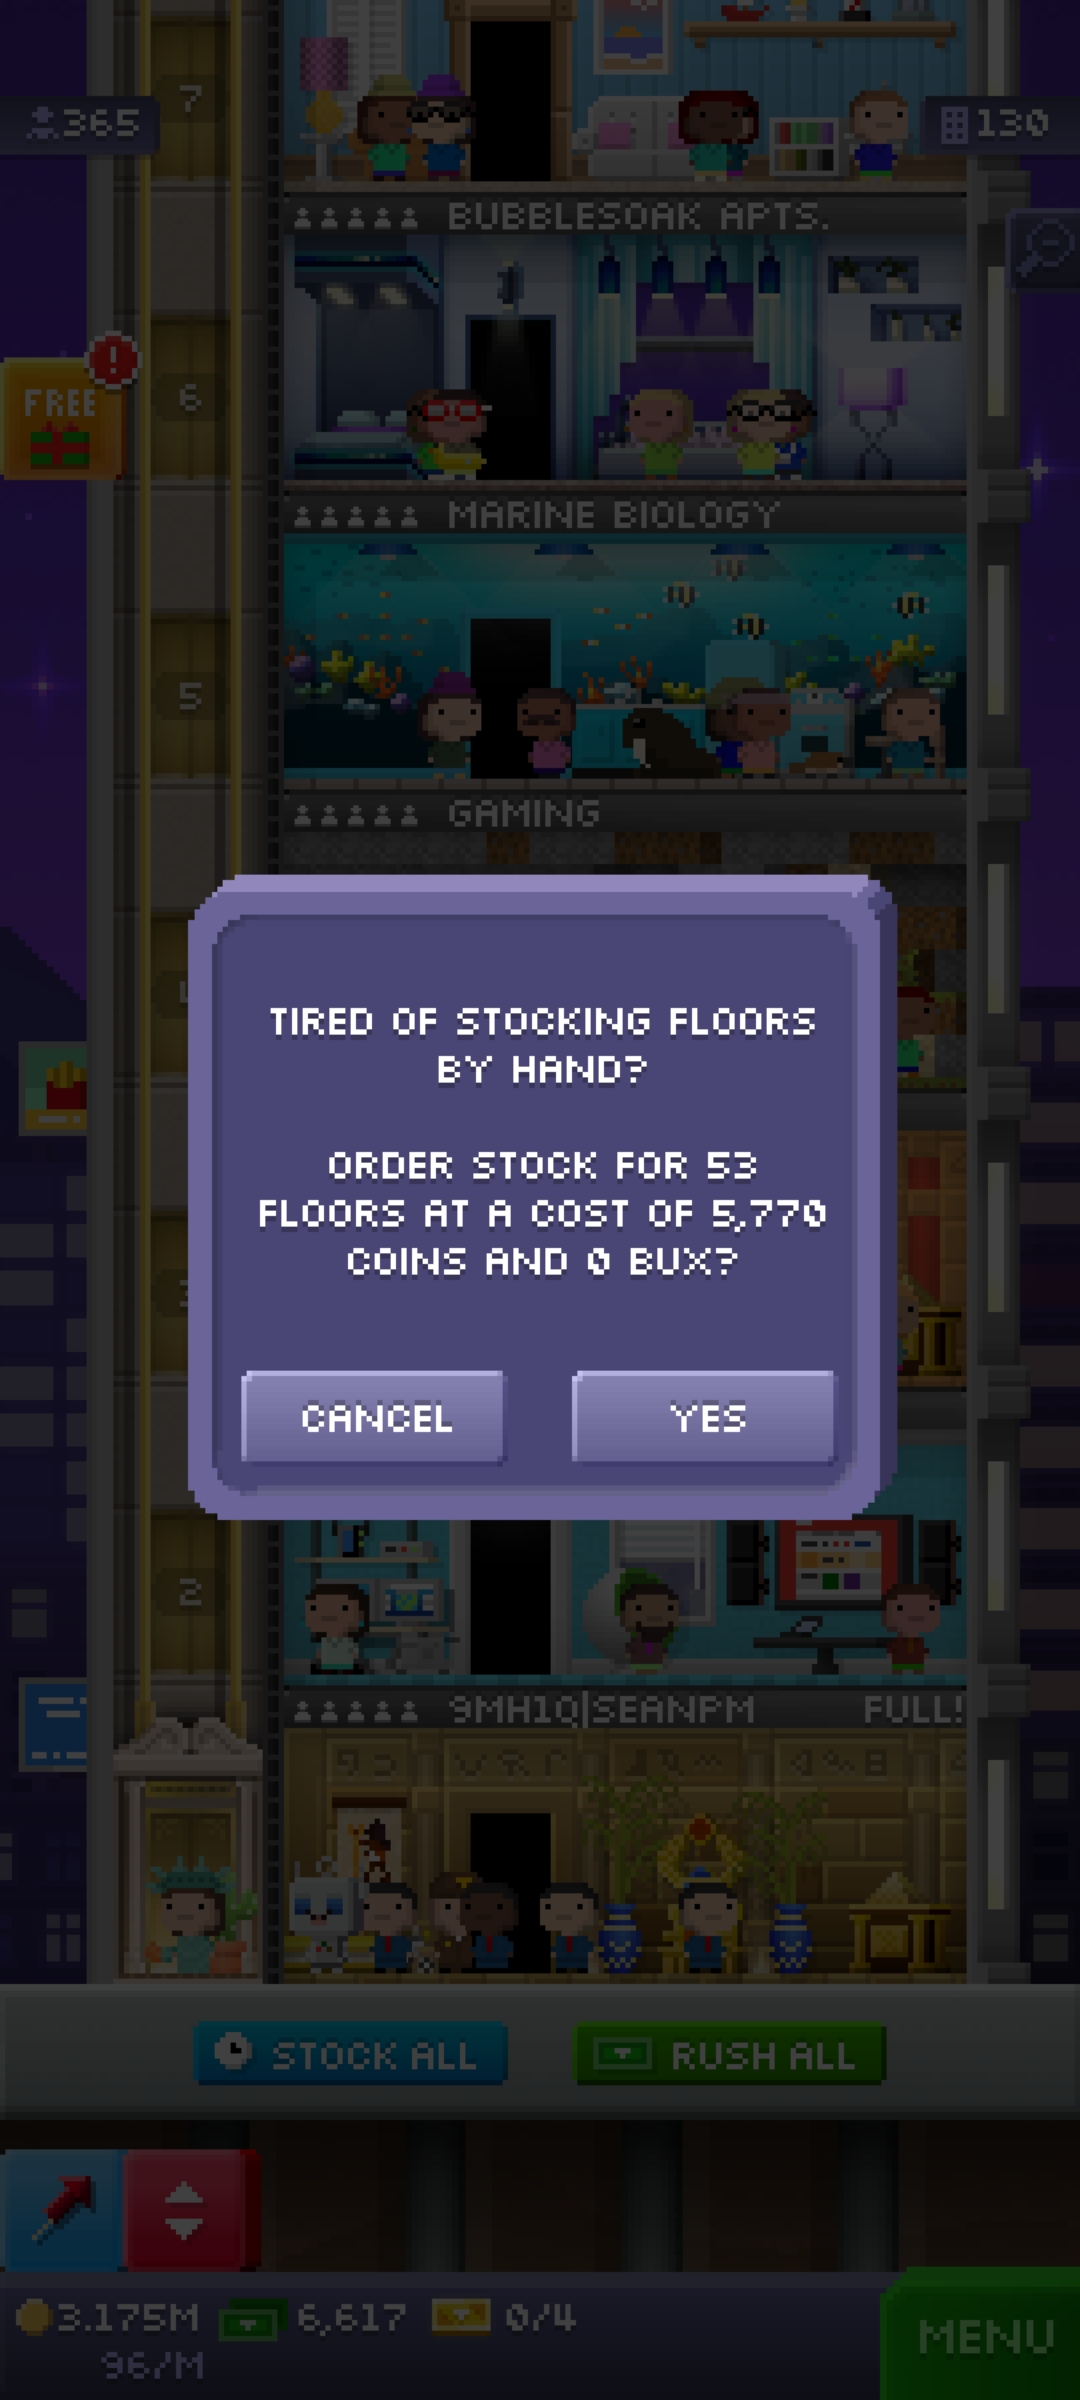 7
365
130
BUBBLESOAK APTS.
FREE
!
6
MARINE BIOLOGY
5
GAMING
TIRED OF STOCKING FLOORS
BY HAND?
ORDER STOCK FOR 53
FLOORS AT A COST OF 5,770
COINS AND 0 BUX?
CANCEL
YES
2
9MH1Q|SEANPM
FULL!
STOCK ALL
RUSH ALL
3.175M
6,617
0/4
96/M
MENU